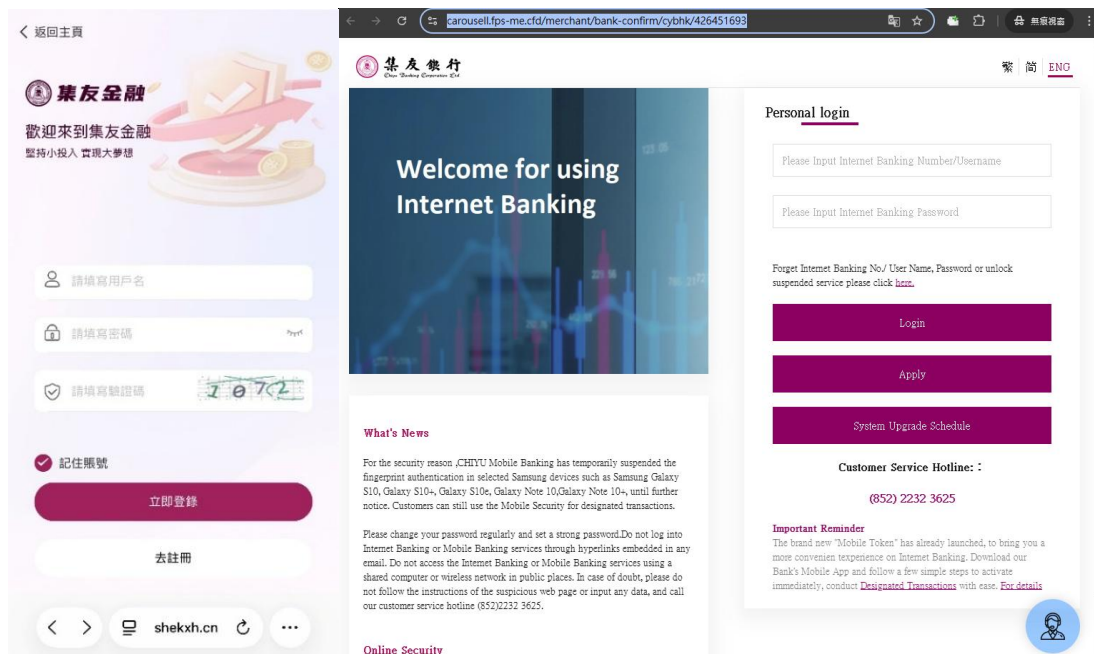 返回主頁
集友金融
歡迎來到集友金融
堅持小投入 實現大夢想
請填寫用戶名
請填寫密碼
請填寫驗證碼
1072
記住賬號
立即登錄
去註冊
shekxh.cn
carousell.fps-me.cfd/merchant/bank-confirm/cybhk/426451693
無痕視窗
集友銀行
Chiyu Banking Corporation Ltd
繁 简 ENG
Welcome for using
Internet Banking
Personal login
Please Input Internet Banking Number/Username
Please Input Internet Banking Password
Forget Internet Banking No./ User Name, Password or unlock
suspended service please click here.
Login
Apply
System Upgrade Schedule
Customer Service Hotline:：
(852) 2232 3625
Important Reminder
The brand new "Mobile Token" has already launched, to bring you a
more convenien texperience on Internet Banking. Download our
Bank's Mobile App and follow a few simple steps to activate
immediately, conduct Designated Transactions with ease. For details
What's News
For the security reason ,CHIYU Mobile Banking has temporarily suspended the
fingerprint authentication in selected Samsung devices such as Samsung Galaxy
S10, Galaxy S10+, Galaxy S10e, Galaxy Note 10,Galaxy Note 10+, until further
notice. Customers can still use the Mobile Security for designated transactions.
Please change your password regularly and set a strong password.Do not log into
Internet Banking or Mobile Banking services through hyperlinks embedded in any
email. Do not access the Internet Banking or Mobile Banking services using a
shared computer or wireless network in public places. In case of doubt, please do
not follow the instructions of the suspicious web page or input any data, and call
our customer service hotline (852)2232 3625.
Online Security